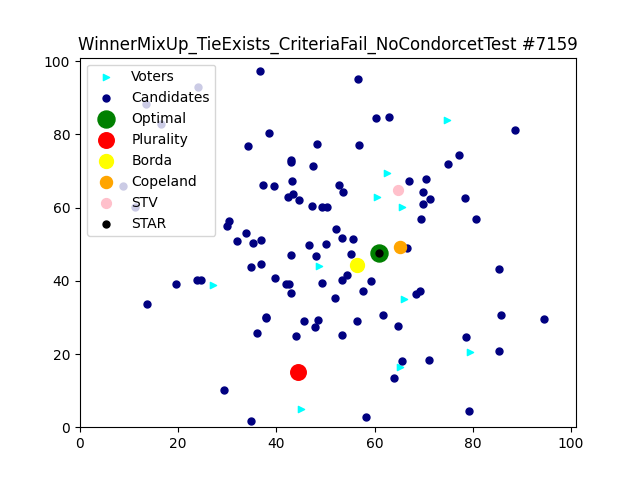 WinnerMixUp_TieExists_CriteriaFail_NoCondorcetTest #7159
100
80
60
40
20
0
Voters
Candidates
Optimal
Plurality
Borda
Copeland
STV
STAR
0 20 40 60 80 100